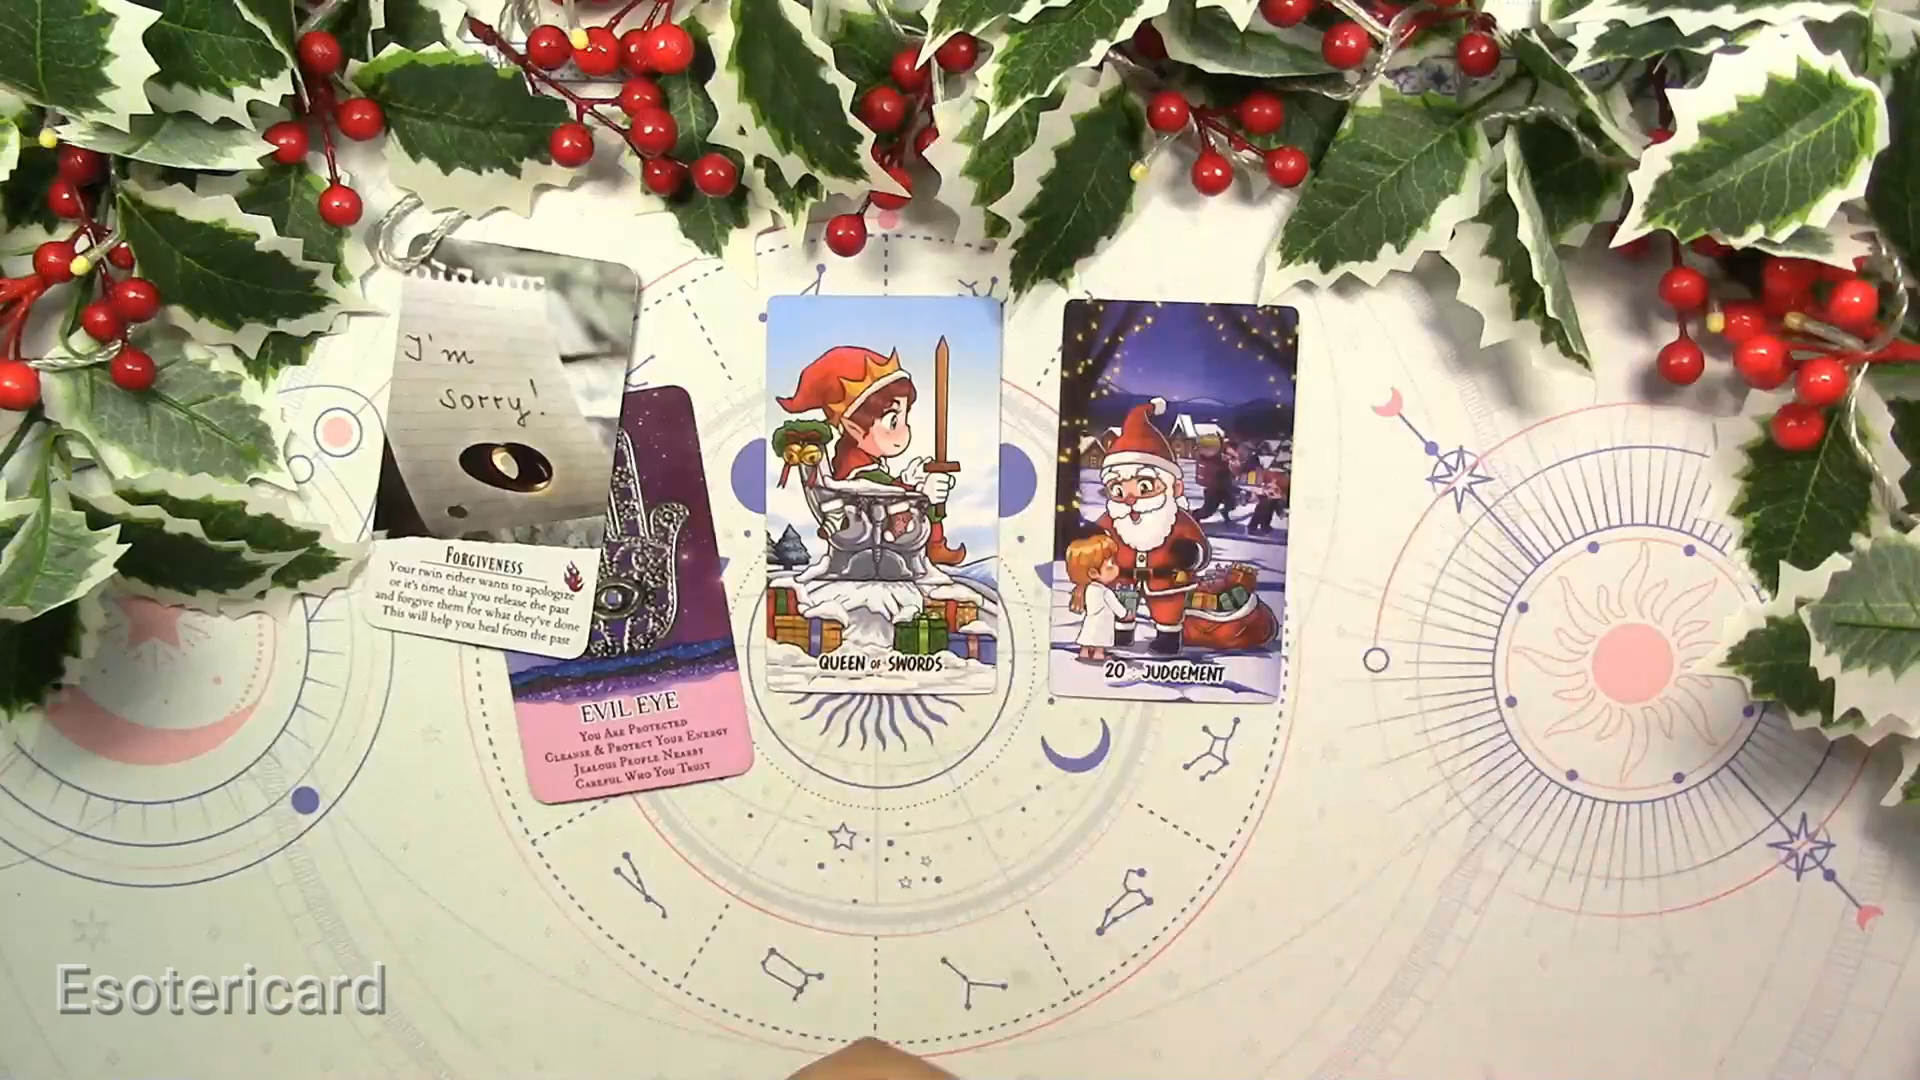 I'm
sorry!
FORGIVENESS
Your twin either wants to apologize
or it's time that you release the past
and forgive them for what they've done
This will help you heal from the past
EVIL EYE
YOU ARE PROTECTED
CLEANSE & PROTECT YOUR ENERGY
JEALOUS PEOPLE NEARBY
CAREFUL WHO YOU TRUST
QUEEN OF SWORDS
20 : JUDGEMENT
Esotericard